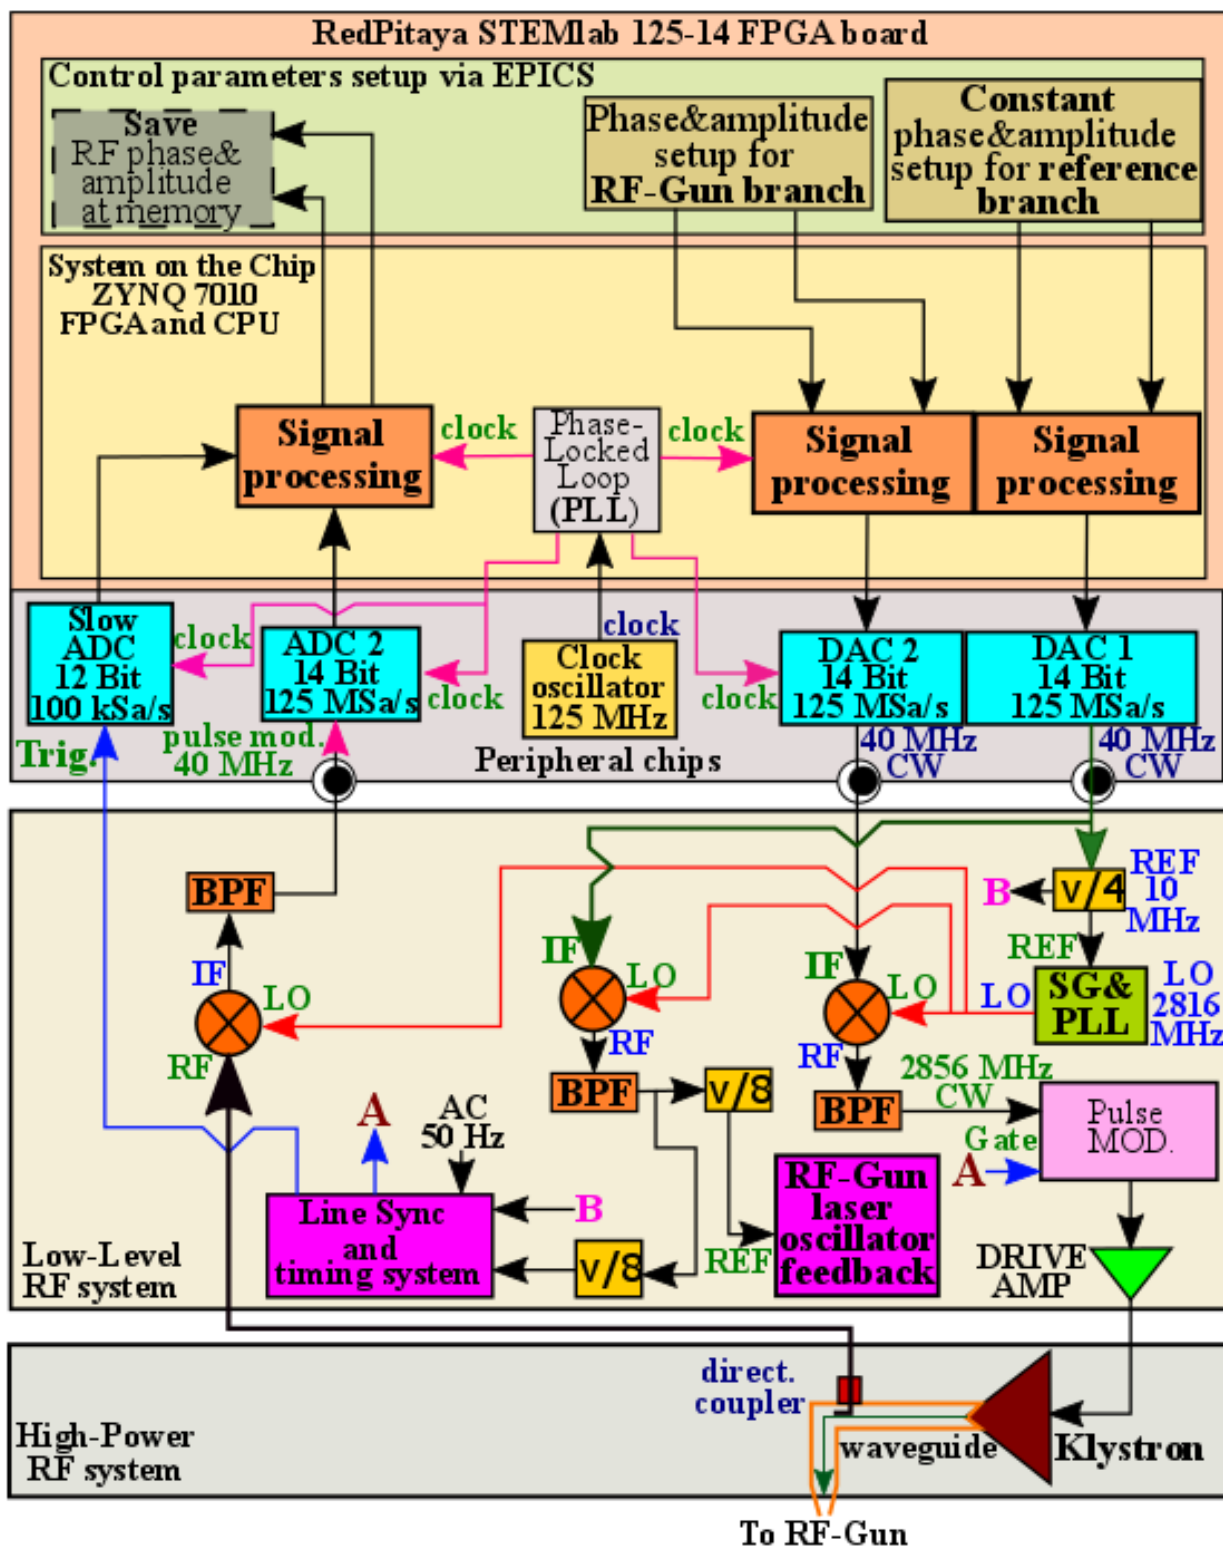 RedPitaya STEMlab 125-14 FPGA board
Control parameters setup via EPICS
Save
RF phase&
amplitude
at memory
Phase&amplitude
setup for
RF-Gun branch
Constant
phase&amplitude
setup for reference
branch
System on the Chip
ZYNQ 7010
FPGA and CPU
Signal
processing
clock
Phase-
Locked
Loop
(PLL)
clock
Signal
processing
Signal
processing
Slow
ADC
12 Bit
100 kSa/s
clock
ADC 2
14 Bit
125 MSa/s
clock
clock
Clock
oscillator
125 MHz
clock
DAC 2
14 Bit
125 MSa/s
DAC 1
14 Bit
125 MSa/s
Trig.
pulse mod.
40 MHz
Peripheral chips
40 MHz
CW
40 MHz
CW
BPF
B
v/4
REF
10
MHz
REF
IF
LO
RF
IF
LO
RF
IF
LO
RF
LO
SG&
PLL
LO
2816
MHz
BPF
v/8
BPF
2856 MHz
CW
Pulse
MOD.
Gate
A
A
AC
50 Hz
Line Sync
and
timing system
B
v/8
REF
RF-Gun
laser
oscillator
feedback
DRIVE
AMP
Low-Level
RF system
direct.
coupler
waveguide
Klystron
High-Power
RF system
To RF-Gun